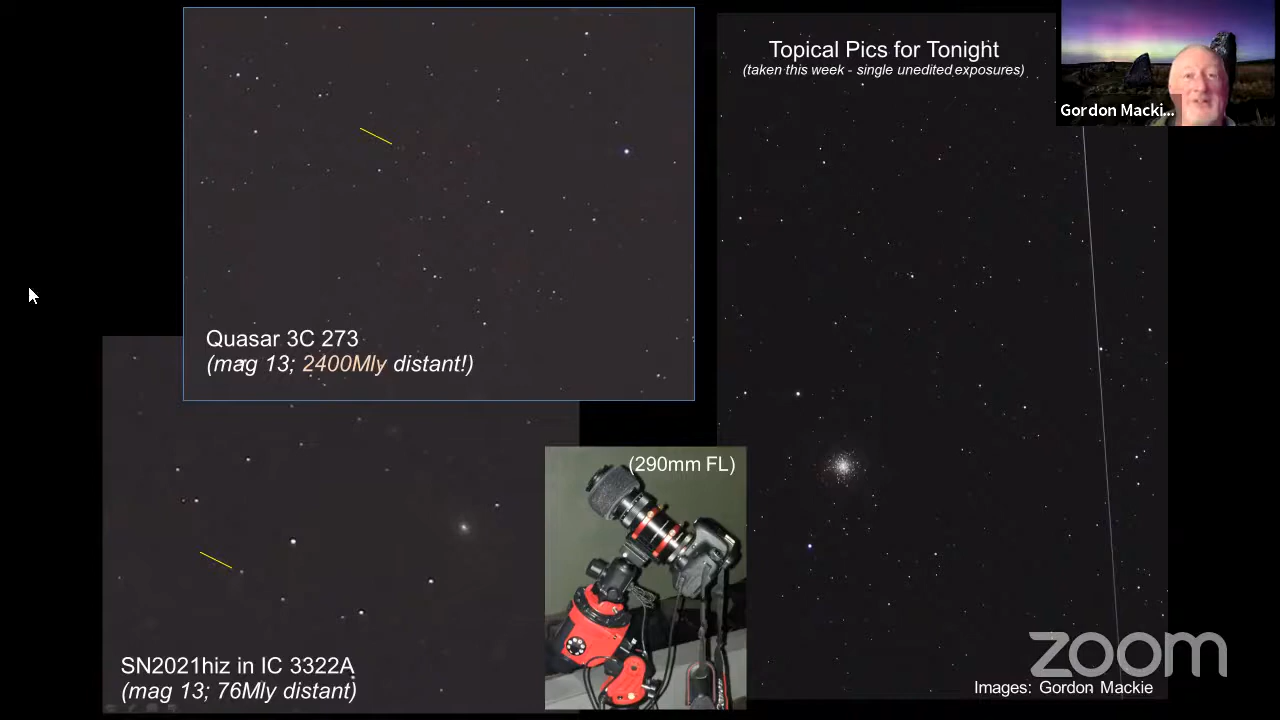 Topical Pics for Tonight
(taken this week - single unedited exposures)
Gordon Macki...
Quasar 3C 273
(mag 13; 2400Mly distant!)
(290mm FL)
SN2021hiz in IC 3322A
(mag 13; 76Mly distant)
zoom
Images: Gordon Mackie